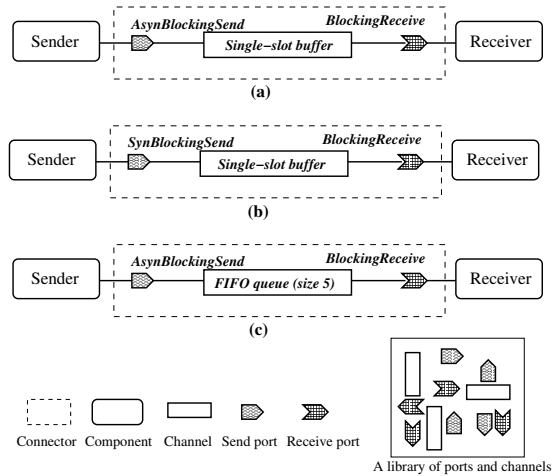 AsynBlockingSend BlockingReceive
Sender Single-slot buffer Receiver
(a)
SynBlockingSend BlockingReceive
Sender Single-slot buffer Receiver
(b)
AsynBlockingSend BlockingReceive
Sender FIFO queue (size 5) Receiver
(c)
Connector Component Channel Send port Receive port
A library of ports and channels